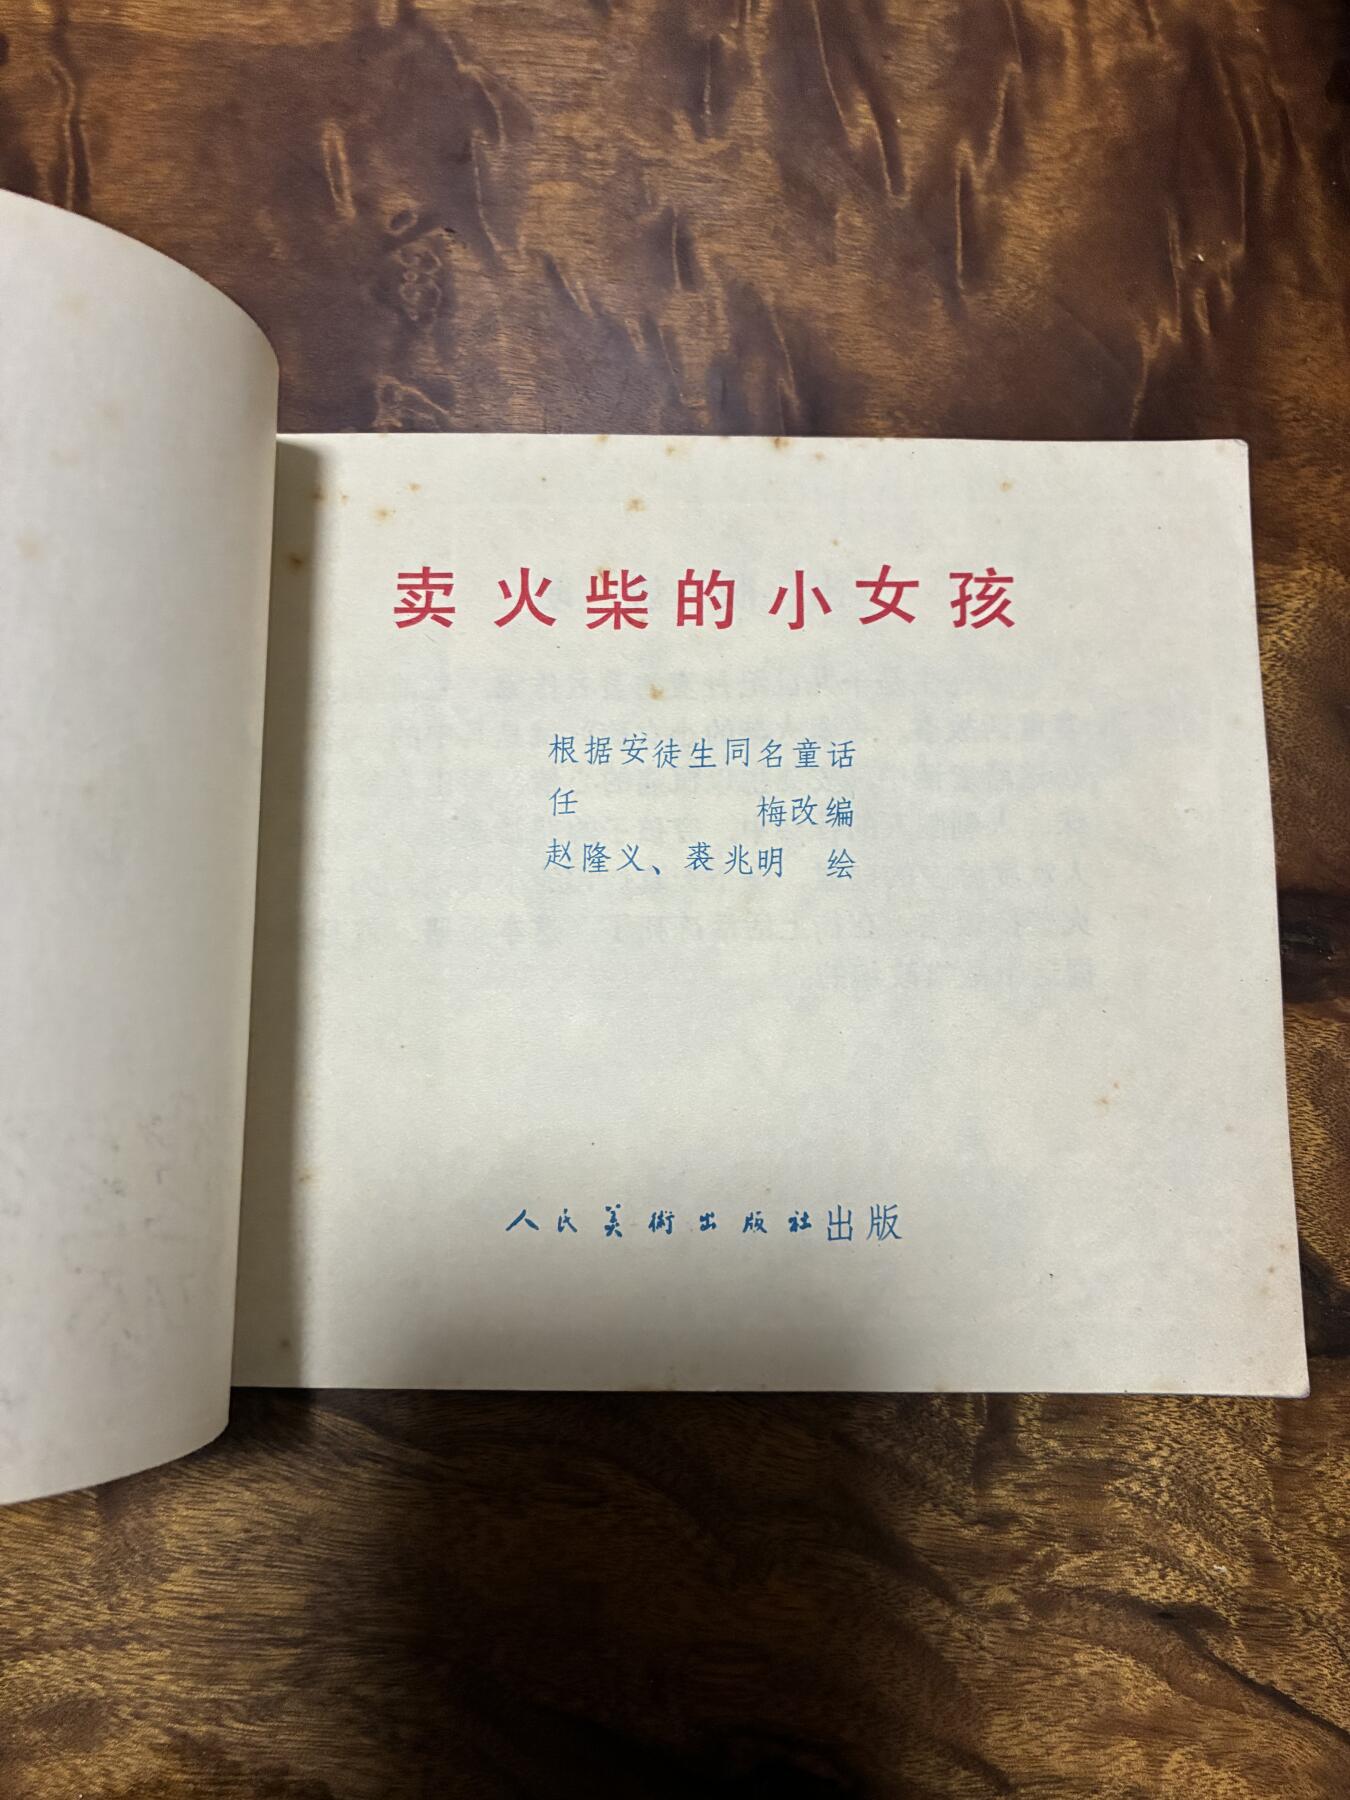 卖火柴的小女孩
根据安徒生同名童话
任 梅改编
赵隆义、裘兆明 绘
人民美術出版社出版